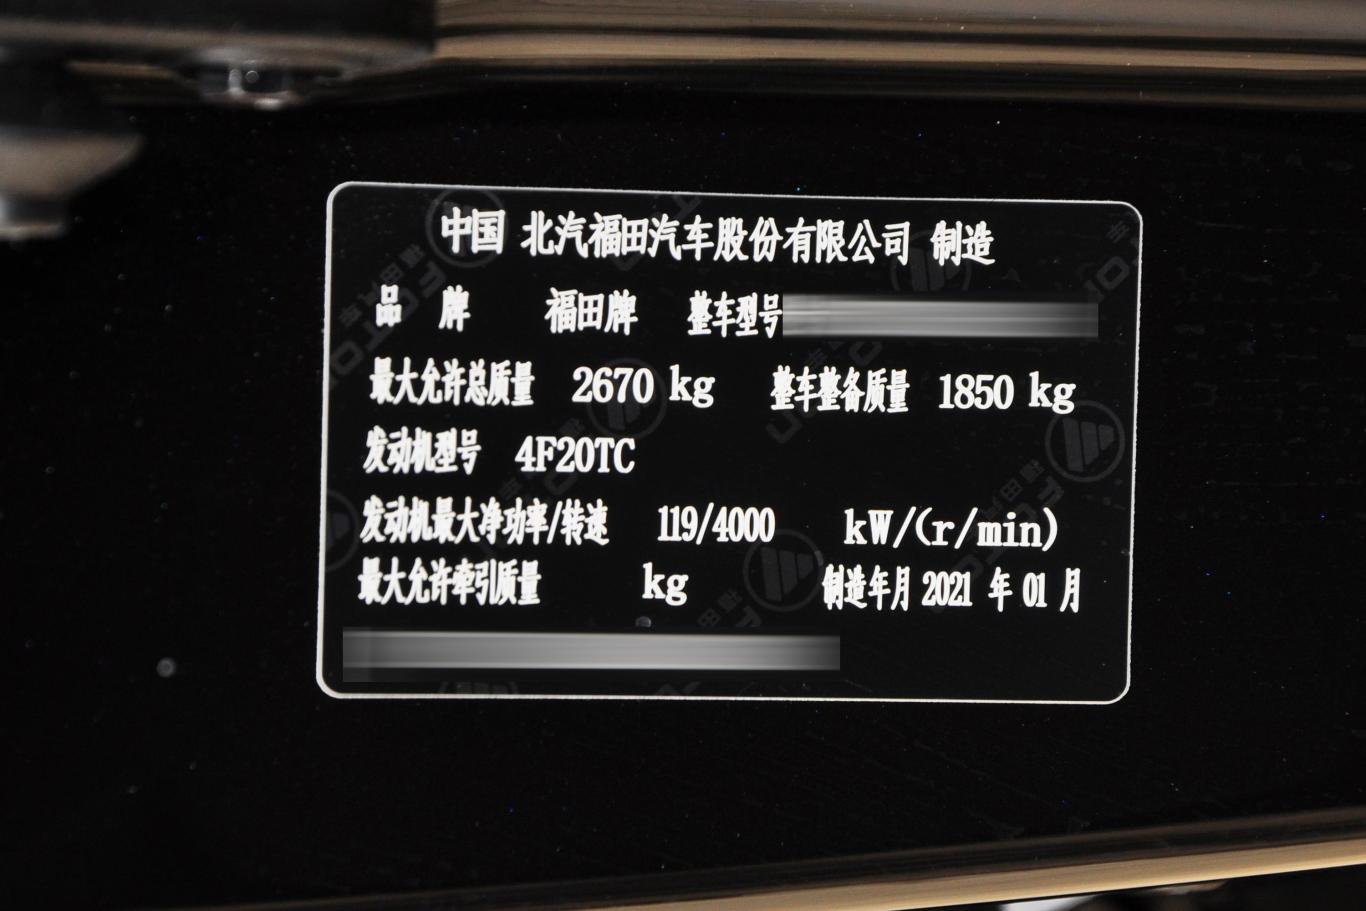 中国 北汽福田汽车股份有限公司 制造
品 牌 福田牌 整车型号
最大允许总质量 2670 kg 整车整备质量 1850 kg
发动机型号 4F20TC
发动机最大净功率/转速 119/4000 kW/(r/min)
最大允许牵引质量 kg 制造年月 2021 年 01 月